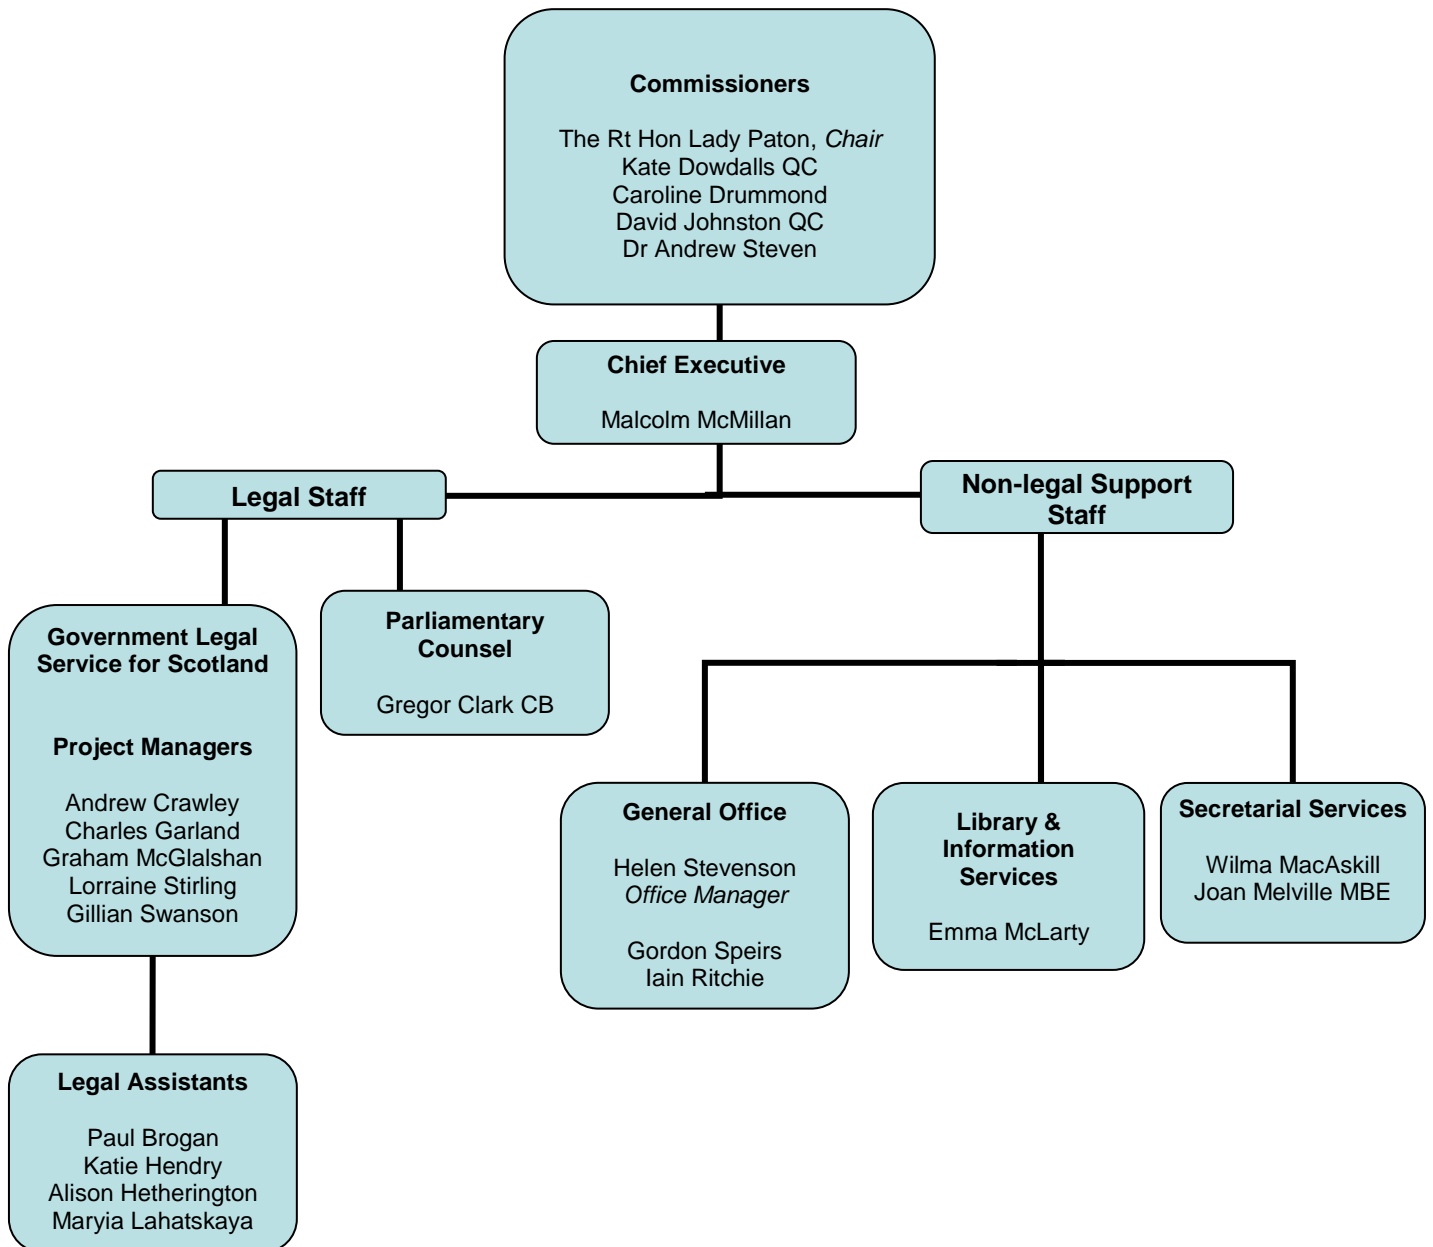 Commissioners
The Rt Hon Lady Paton, Chair
Kate Dowdalls QC
Caroline Drummond
David Johnston QC
Dr Andrew Steven
Chief Executive
Malcolm McMillan
Legal Staff
Non-legal Support
Staff
Government Legal
Service for Scotland
Project Managers
Andrew Crawley
Charles Garland
Graham McGlalshan
Lorraine Stirling
Gillian Swanson
Parliamentary
Counsel
Gregor Clark CB
General Office
Helen Stevenson
Office Manager
Gordon Speirs
Iain Ritchie
Library &
Information
Services
Emma McLarty
Secretarial Services
Wilma MacAskill
Joan Melville MBE
Legal Assistants
Paul Brogan
Katie Hendry
Alison Hetherington
Maryia Lahatskaya